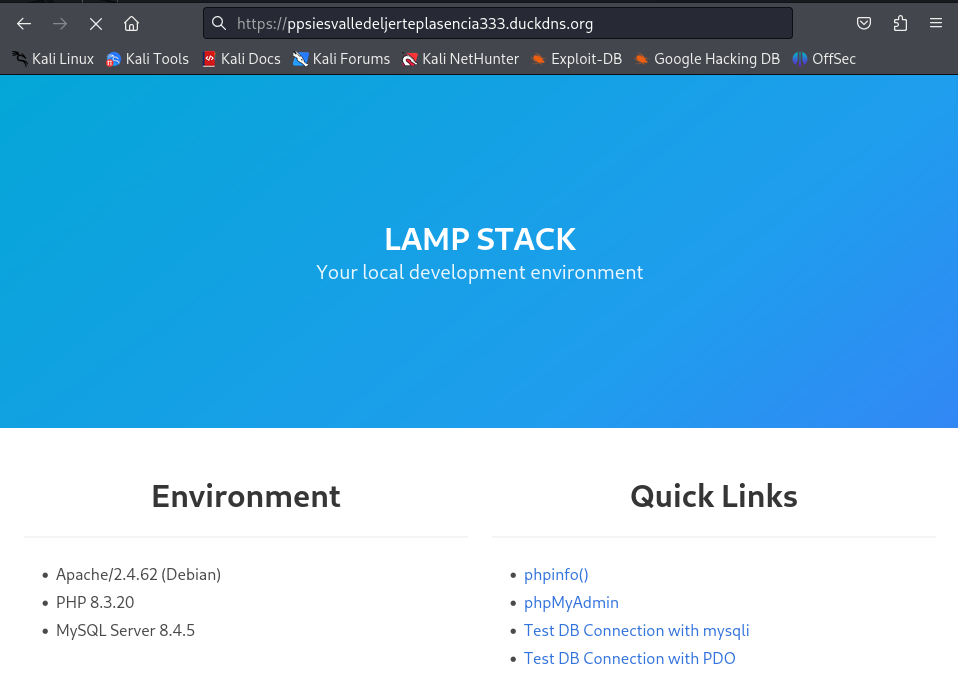 https://ppsiesvalledeljerteplasencia333.duckdns.org
Kali Linux Kali Tools Kali Docs Kali Forums Kali NetHunter Exploit-DB Google Hacking DB OffSec
LAMP STACK
Your local development environment
Environment
Apache/2.4.62 (Debian)
PHP 8.3.20
MySQL Server 8.4.5
Quick Links
phpinfo()
phpMyAdmin
Test DB Connection with mysqli
Test DB Connection with PDO